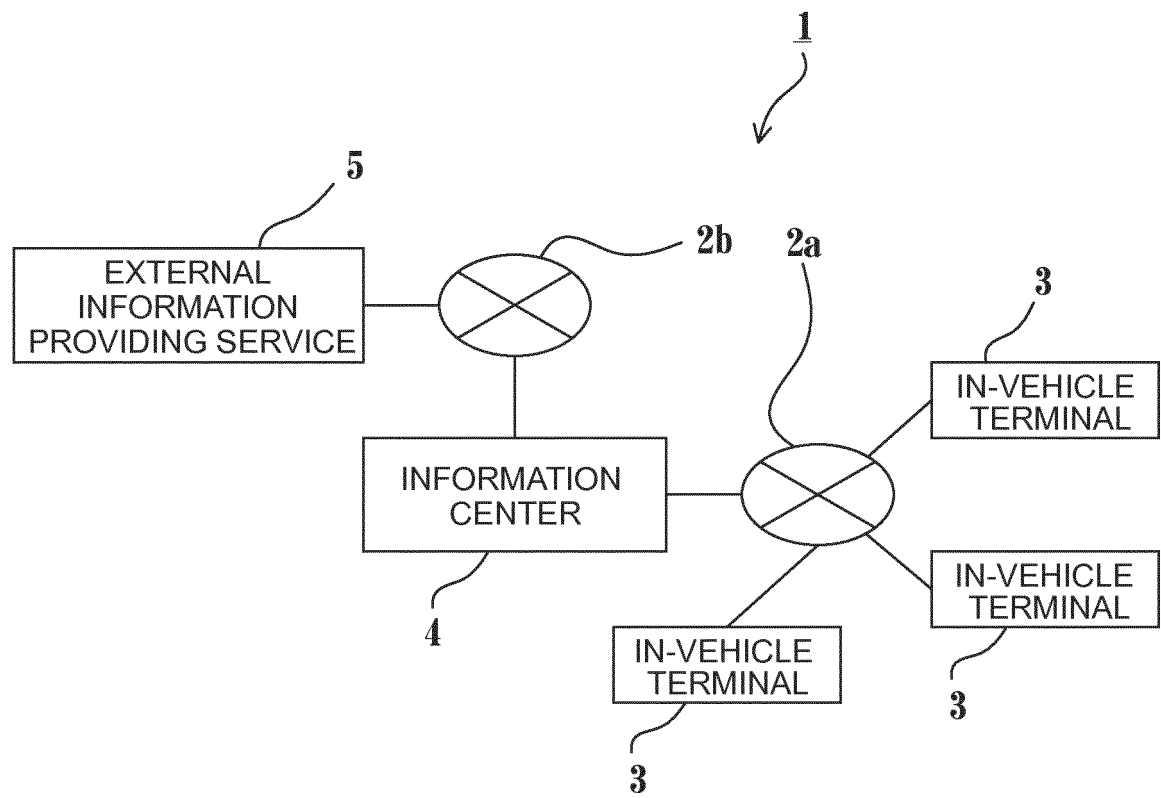 1
5
EXTERNAL
INFORMATION
PROVIDING SERVICE
2b
2a
3
IN-VEHICLE
TERMINAL
INFORMATION
CENTER
4
IN-VEHICLE
TERMINAL
3
IN-VEHICLE
TERMINAL
3